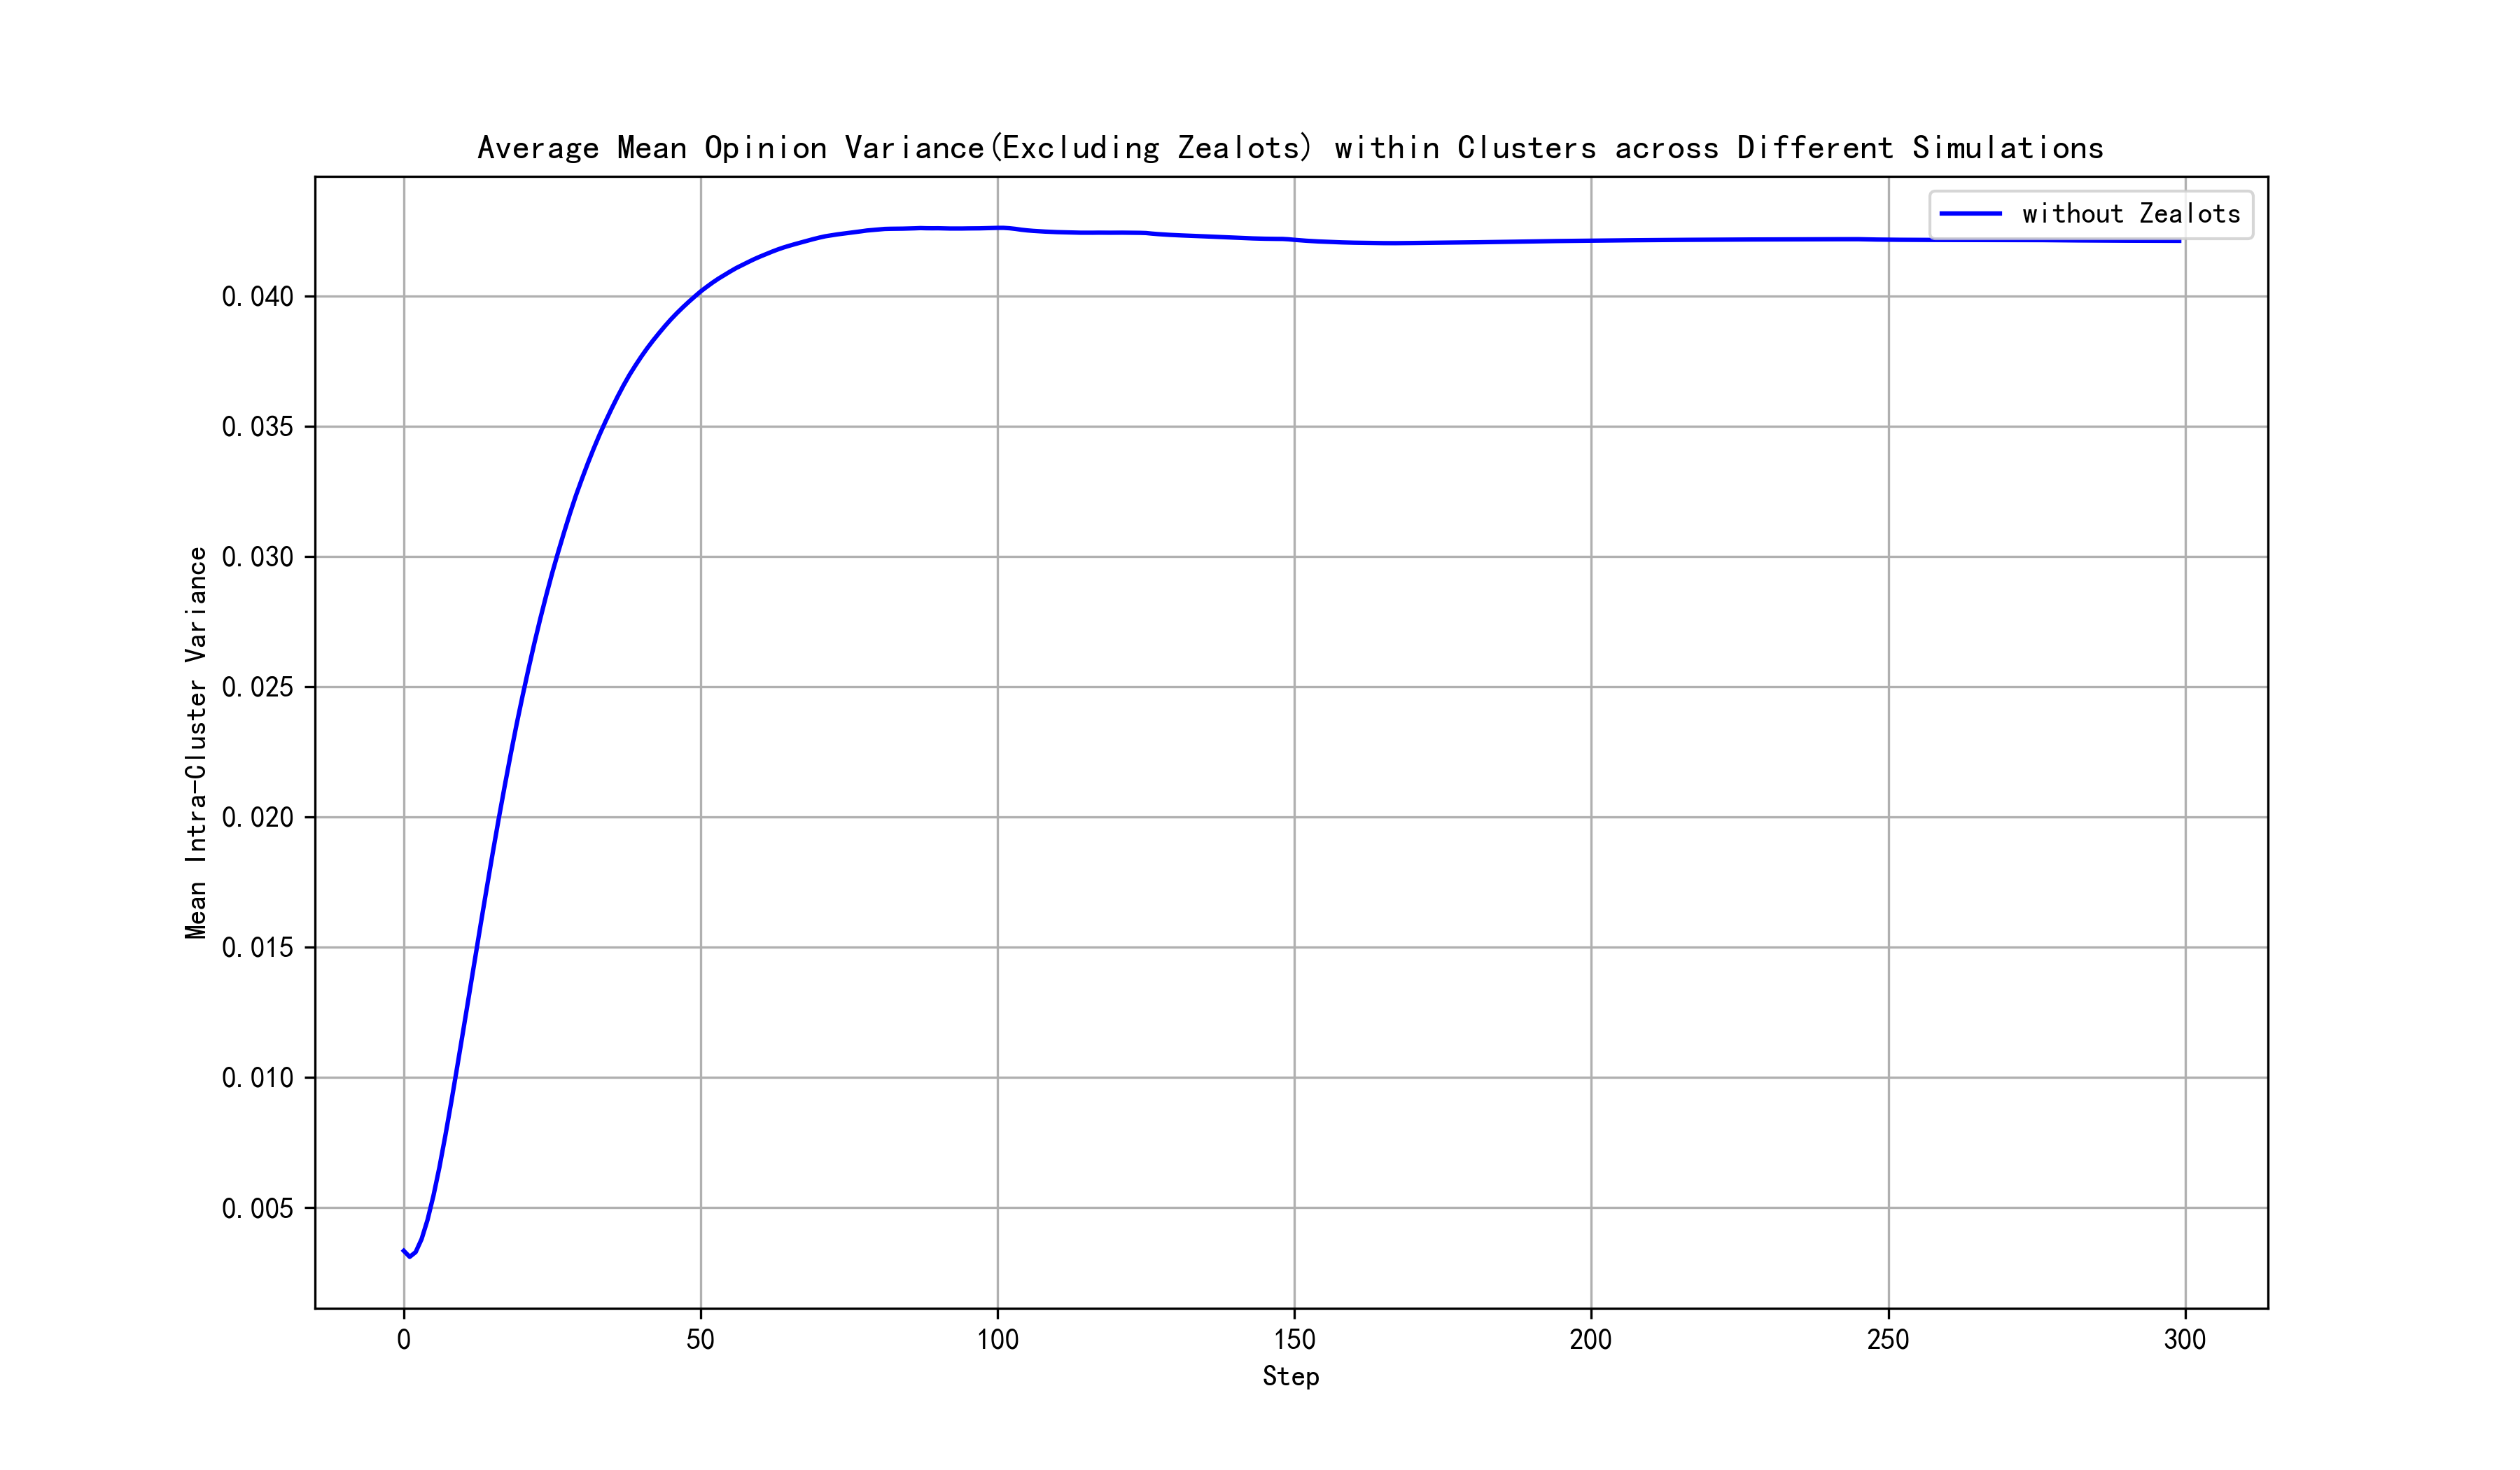 Average Mean Opinion Variance(Excluding Zealots) within Clusters across Different Simulations
without Zealots
Mean Intra-Cluster Variance
0.040
0.035
0.030
0.025
0.020
0.015
0.010
0.005
0 50 100 150 200 250 300
Step